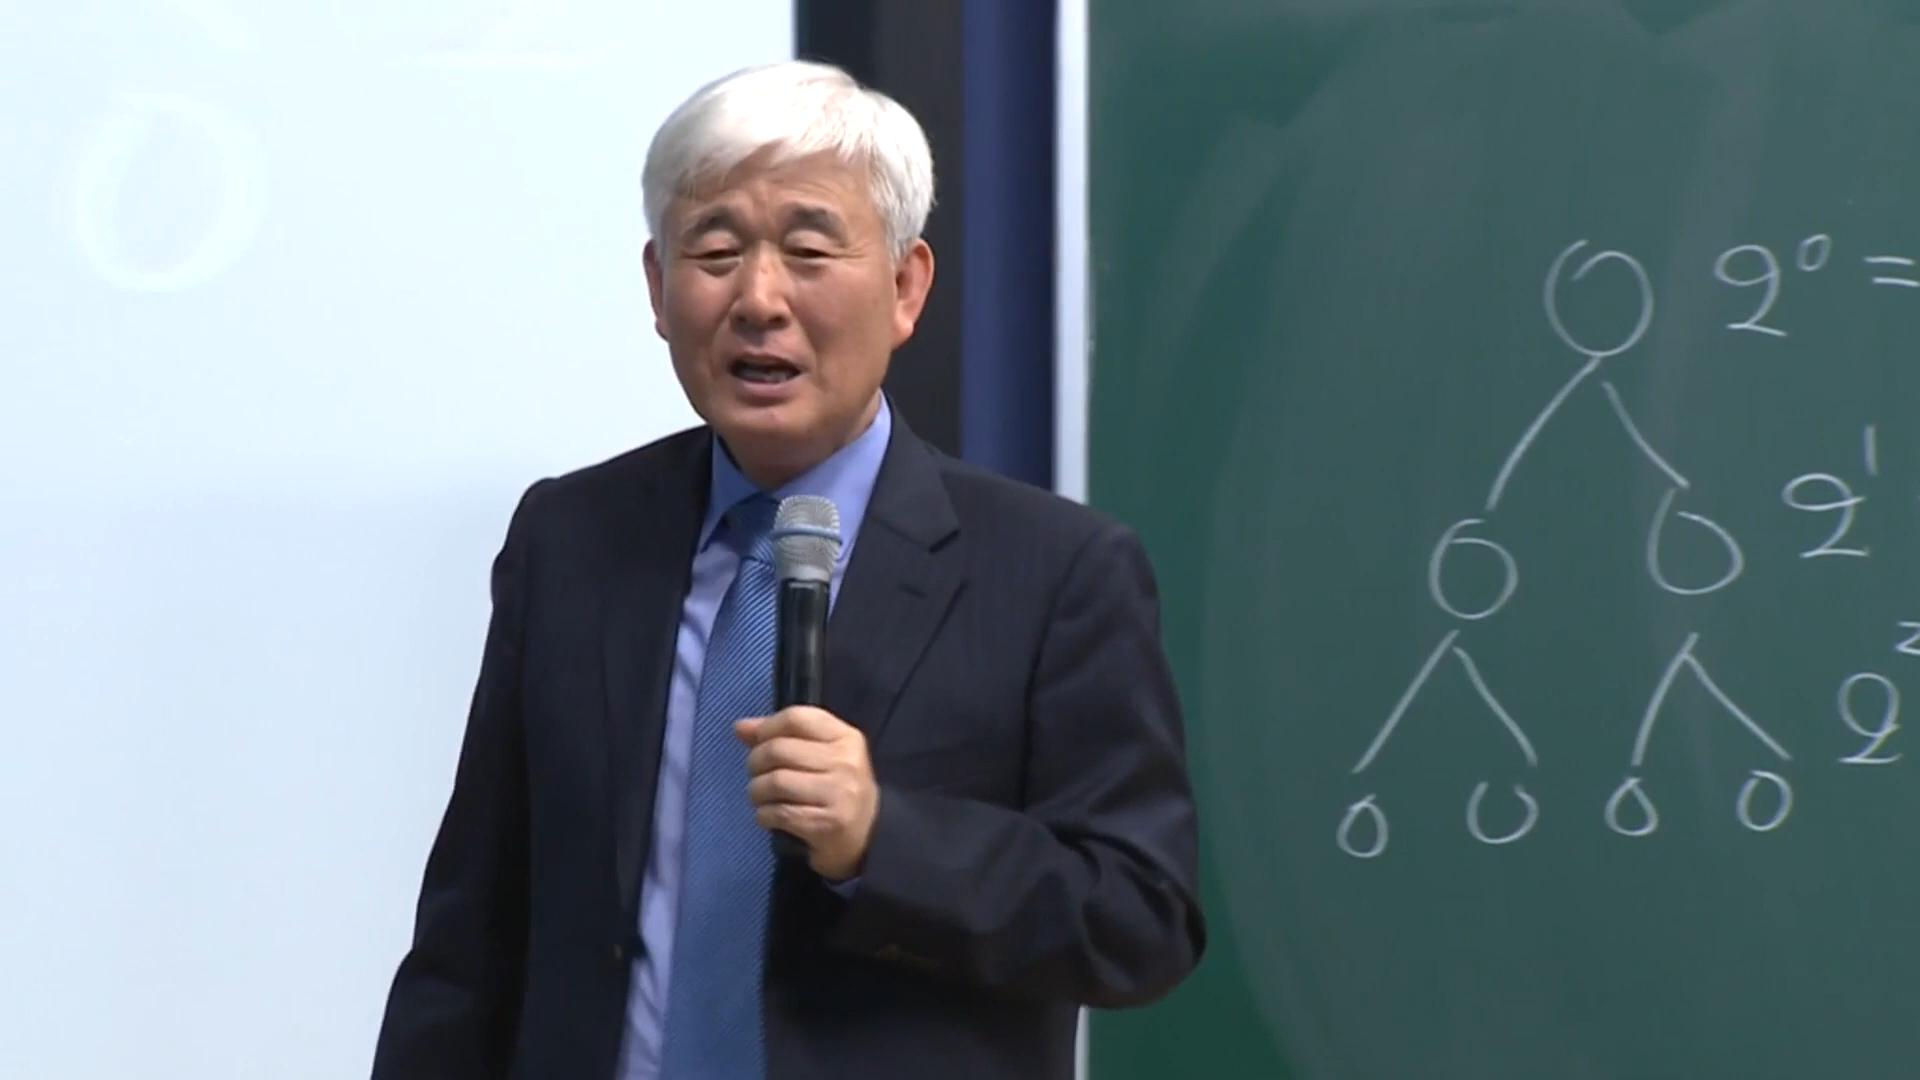 2⁰ =
2¹
2²